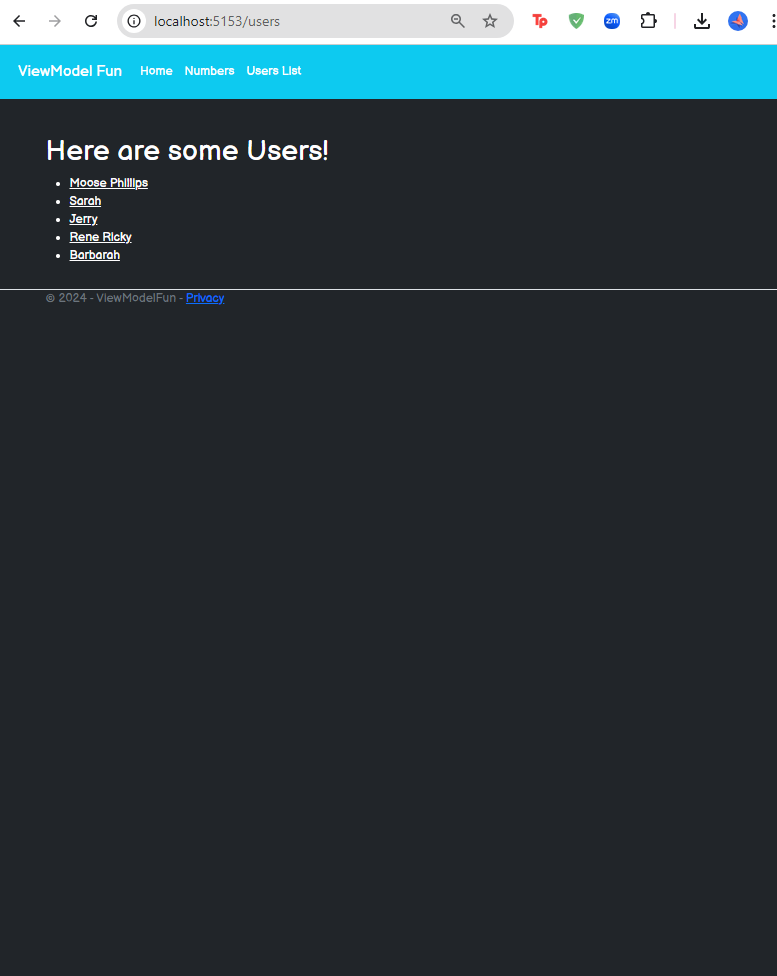 localhost:5153/users
Tp
zm
ViewModel Fun Home Numbers Users List
Here are some Users!
Moose Phillips
Sarah
Jerry
Rene Ricky
Barbarah
© 2024 - ViewModelFun - Privacy